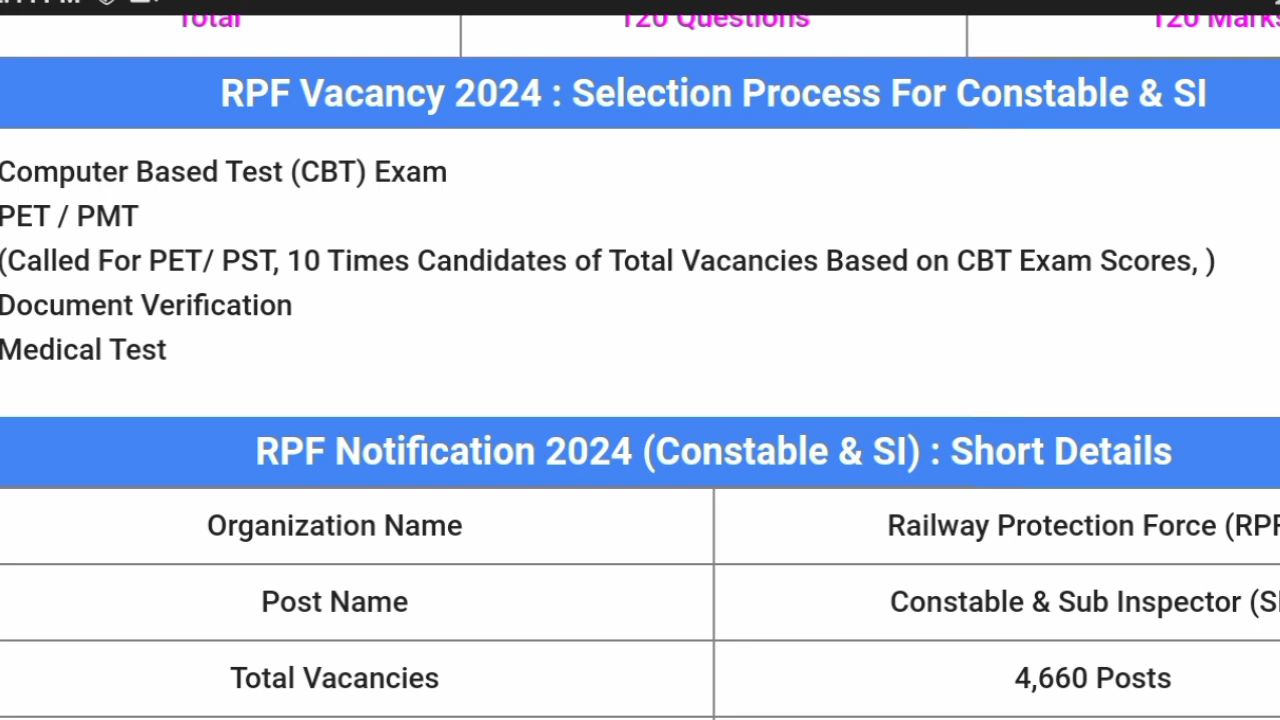 Total 120 Questions 120 Marks
RPF Vacancy 2024 : Selection Process For Constable & SI
Computer Based Test (CBT) Exam
PET / PMT
(Called For PET/ PST, 10 Times Candidates of Total Vacancies Based on CBT Exam Scores, )
Document Verification
Medical Test
RPF Notification 2024 (Constable & SI) : Short Details
Organization Name Railway Protection Force (RPF
Post Name Constable & Sub Inspector (SI
Total Vacancies 4,660 Posts